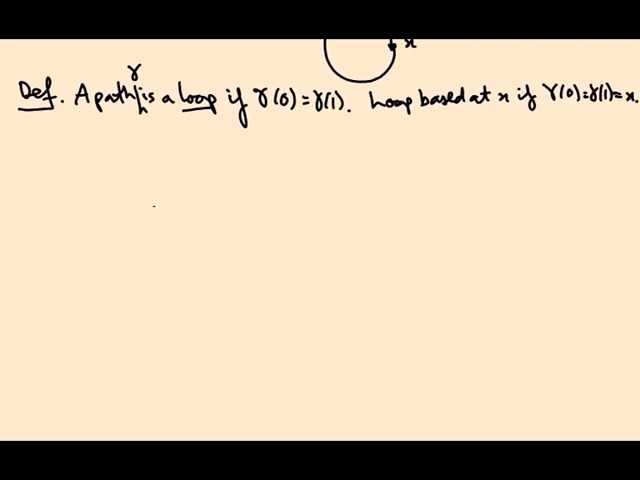 x
Def. A path γ is a loop if γ(0)=γ(1). Loop based at x if γ(0)=γ(1)=x.